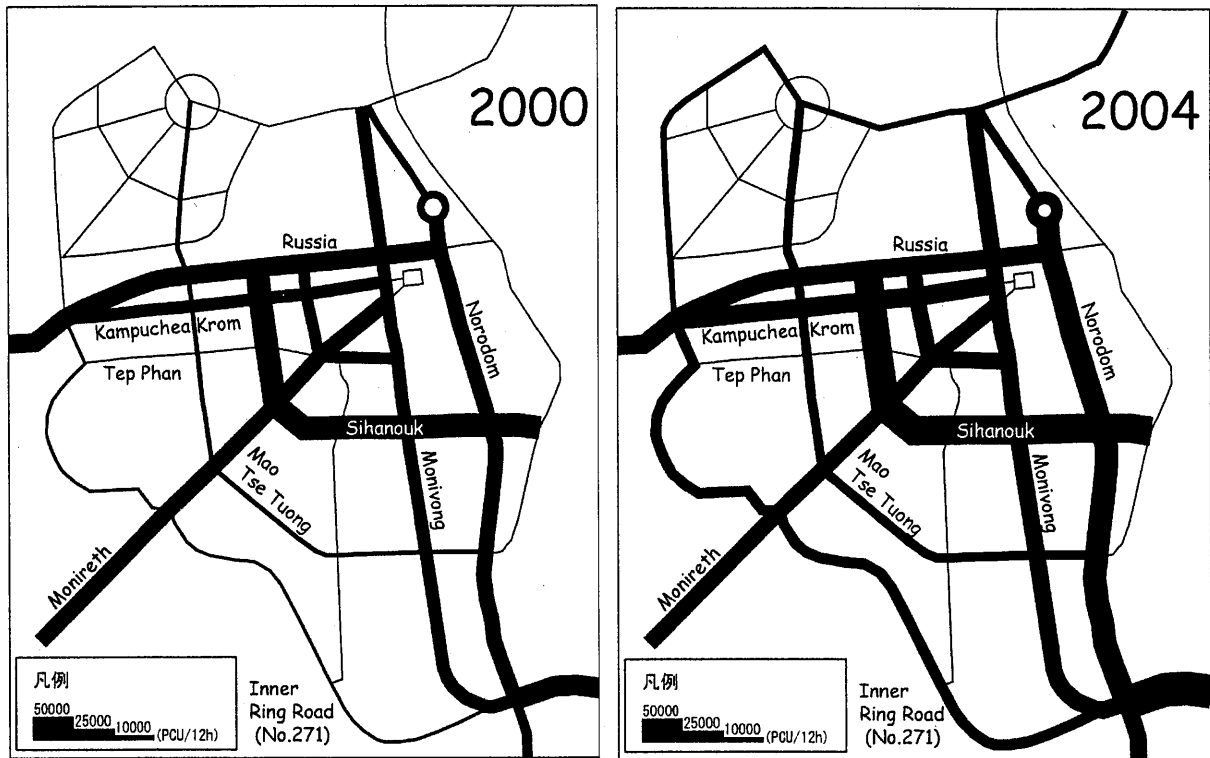 2000
Russia
Kampuchea Krom
Norodom
Tep Phan
Sihanouk
Mao
Tse Tuong
Monivong
Monireth
凡例
50000
25000
10000
(PCU/12h)
Inner
Ring Road
(No.271)
2004
Russia
Kampuchea Krom
Norodom
Tep Phan
Sihanouk
Mao
Tse Tuong
Monivong
Monireth
凡例
50000
25000
10000
(PCU/12h)
Inner
Ring Road
(No.271)